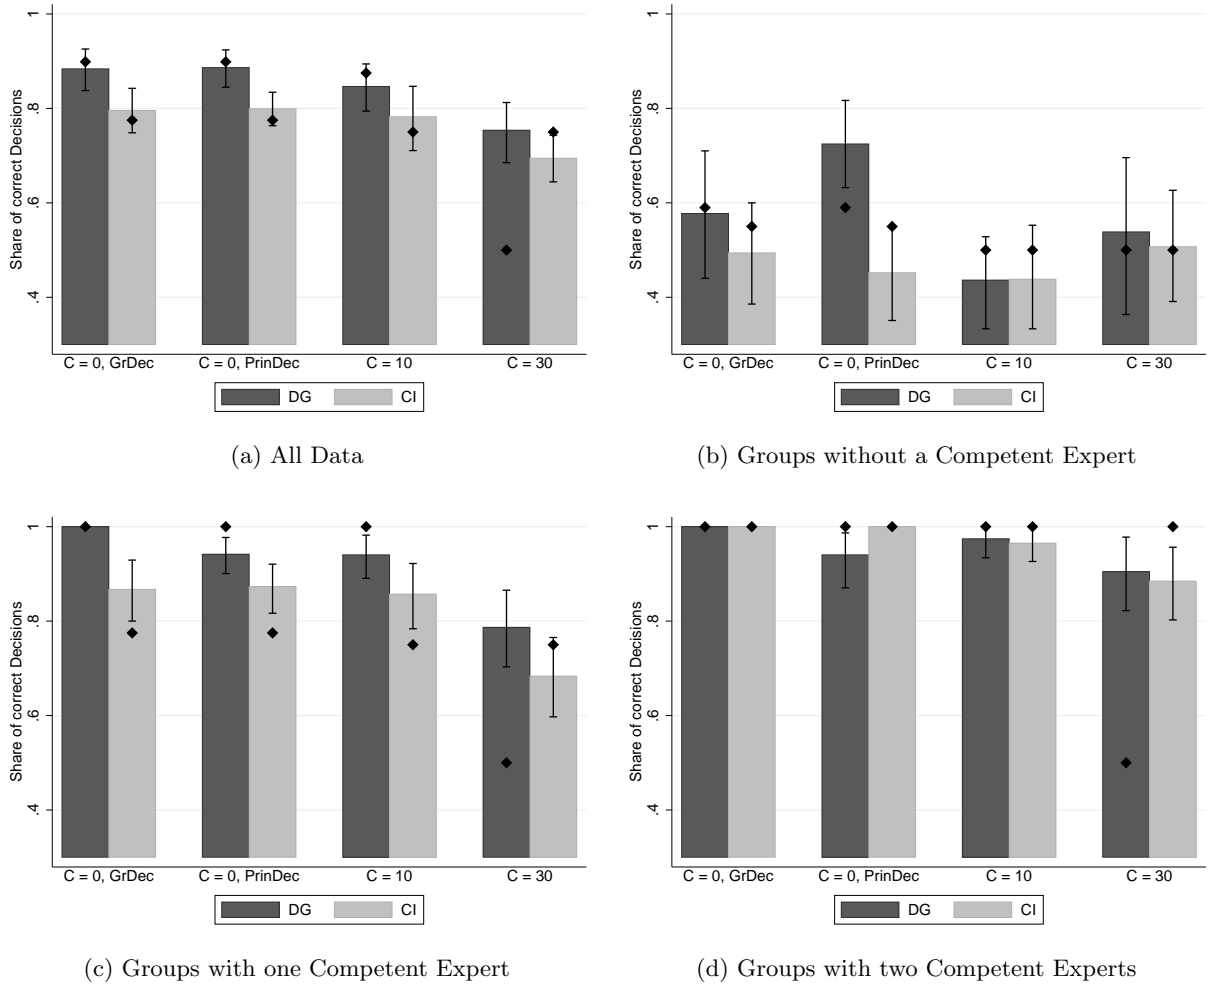 Share of correct Decisions
1
.8
.6
.4
C = 0, GrDec
C = 0, PrinDec
C = 10
C = 30
DG
CI
(a) All Data
Share of correct Decisions
1
.8
.6
.4
C = 0, GrDec
C = 0, PrinDec
C = 10
C = 30
DG
CI
(b) Groups without a Competent Expert
Share of correct Decisions
1
.8
.6
.4
C = 0, GrDec
C = 0, PrinDec
C = 10
C = 30
DG
CI
(c) Groups with one Competent Expert
Share of correct Decisions
1
.8
.6
.4
C = 0, GrDec
C = 0, PrinDec
C = 10
C = 30
DG
CI
(d) Groups with two Competent Experts